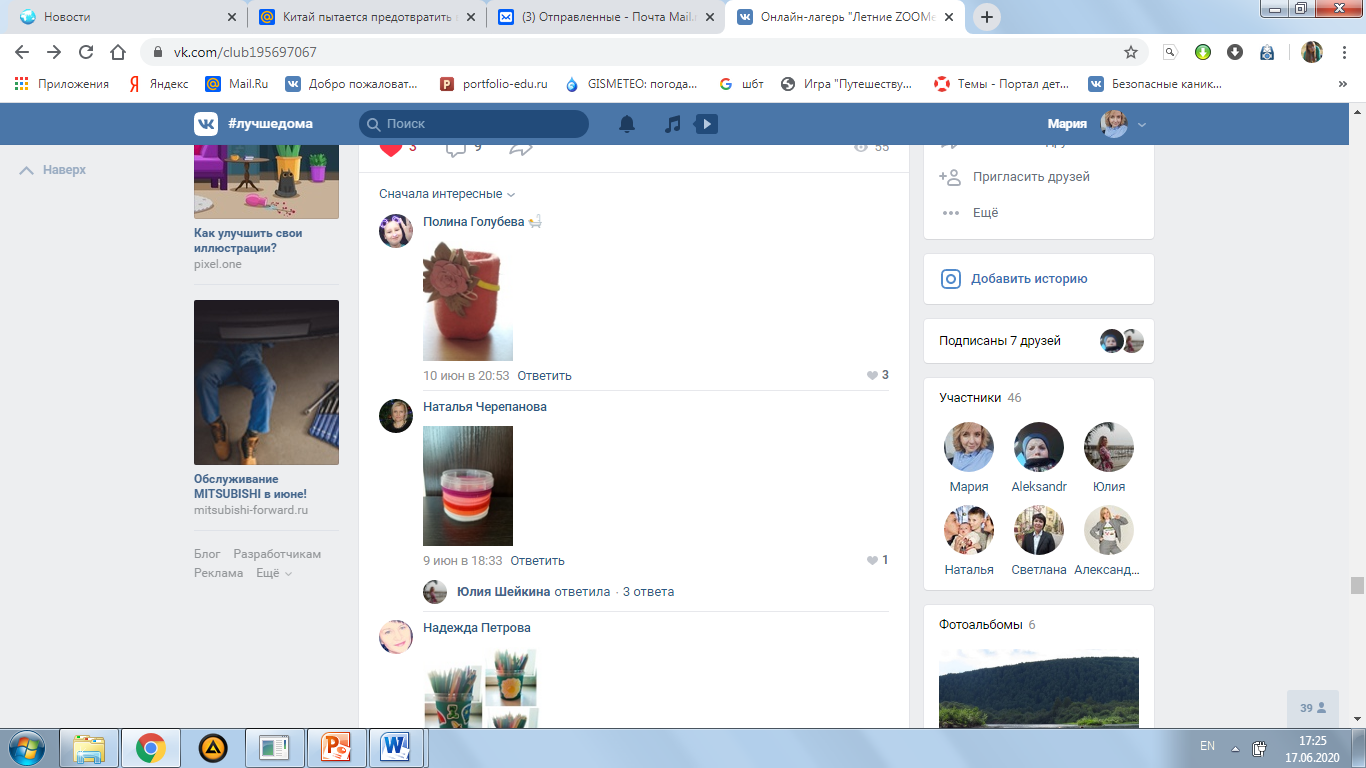 Новости
Китай пытается предотвратить
(3) Отправленные - Почта Mail.
Онлайн-лагерь "Летние ZOOM
vk.com/club195697067
Приложения
Яндекс
Mail.Ru
Добро пожаловат...
portfolio-edu.ru
GISMETEO: погода...
шбт
Игра "Путешеству...
Темы - Портал дет...
Безопасные каник...
»
#лучшедома
Поиск
Мария
Наверх
Как улучшить свои
иллюстрации?
pixel.one
Обслуживание
MITSUBISHI в июне!
mitsubishi-forward.ru
Блог Разработчикам
Реклама Ещё
3
9
55
Сначала интересные
Полина Голубева
10 июн в 20:53 Ответить
3
Наталья Черепанова
9 июн в 18:33 Ответить
1
Юлия Шейкина ответила · 3 ответа
Надежда Петрова
Пригласить друзей
Ещё
Добавить историю
Подписаны 7 друзей
Участники 46
Мария Aleksandr Юлия
Наталья Светлана Александ...
Фотоальбомы 6
39
EN
17:25
17.06.2020